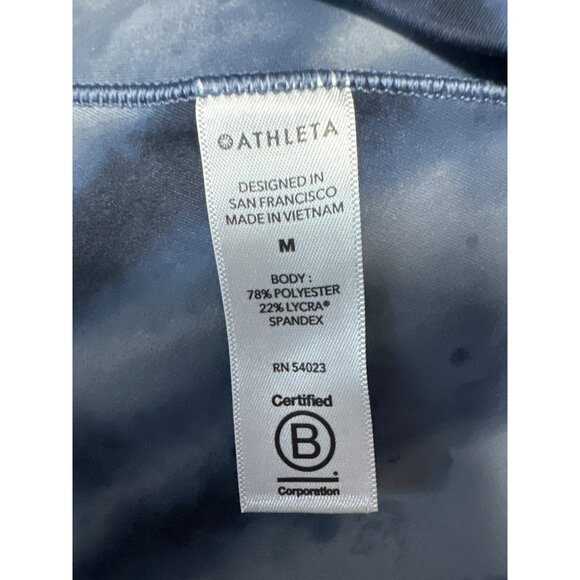 ATHLETA
DESIGNED IN
SAN FRANCISCO
MADE IN VIETNAM
M
BODY :
78% POLYESTER
22% LYCRA®
SPANDEX
RN 54023
Certified
B
Corporation